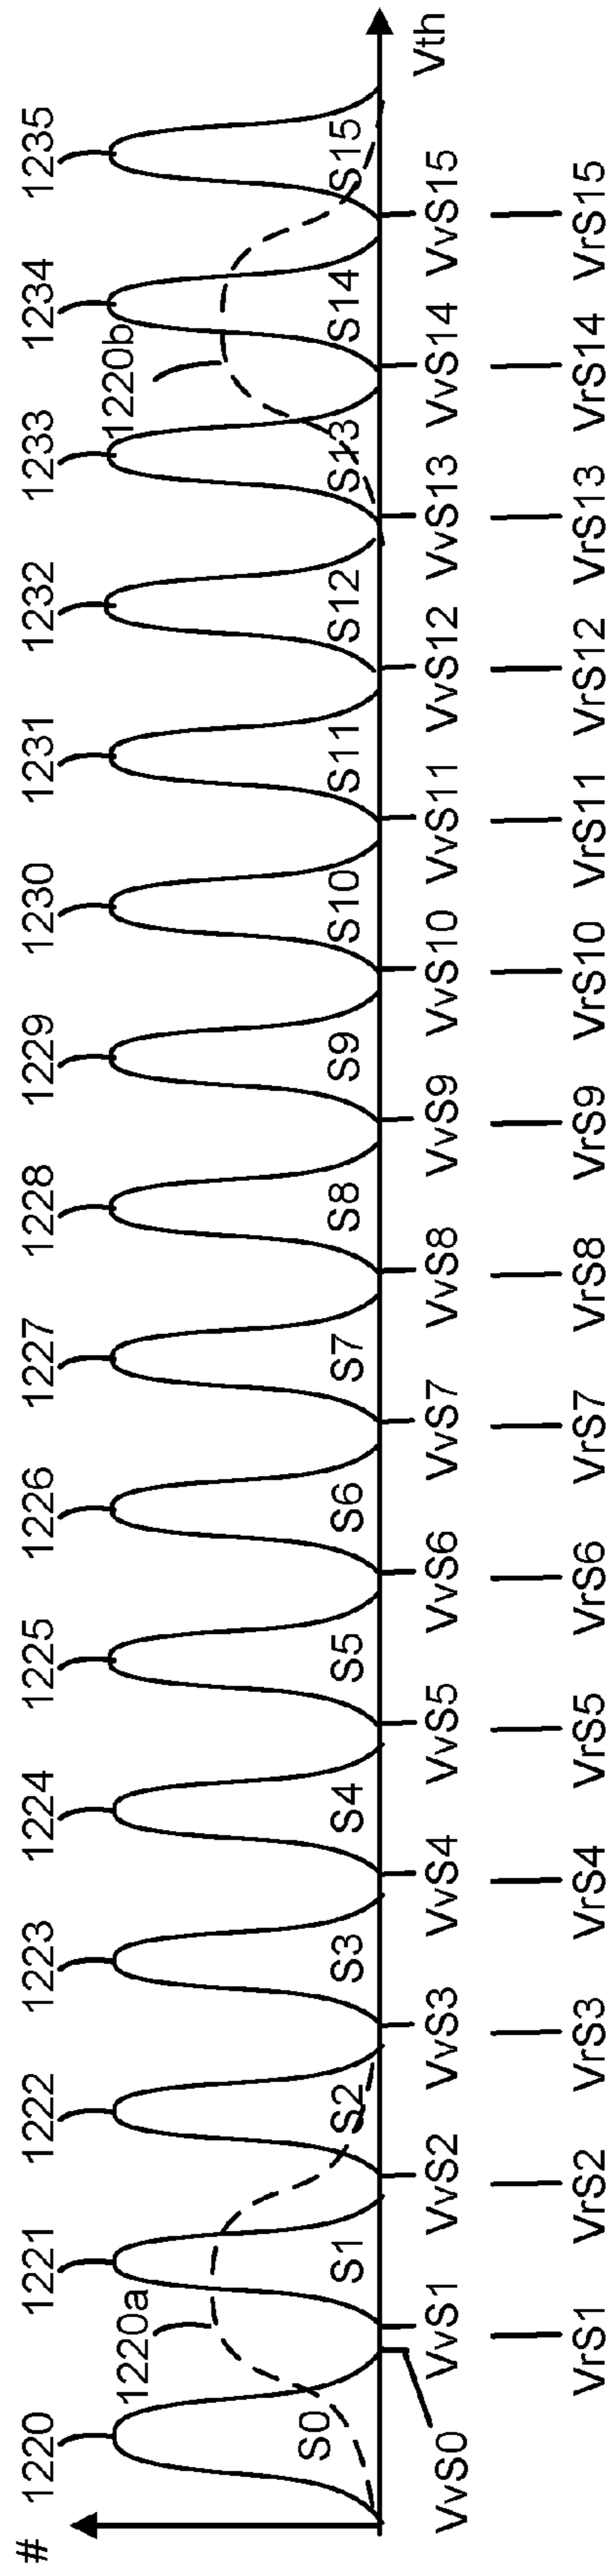 #
1220 1221 1222 1223 1224 1225 1226 1227 1228 1229 1230 1231 1232 1233 1234 1235
1220a 1220b
S0 S1 S2 S3 S4 S5 S6 S7 S8 S9 S10 S11 S12 S13 S14 S15
Vth
VvS0 VvS1 VvS2 VvS3 VvS4 VvS5 VvS6 VvS7 VvS8 VvS9 VvS10 VvS11 VvS12 VvS13 VvS14 VvS15
VrS1 VrS2 VrS3 VrS4 VrS5 VrS6 VrS7 VrS8 VrS9 VrS10 VrS11 VrS12 VrS13 VrS14 VrS15